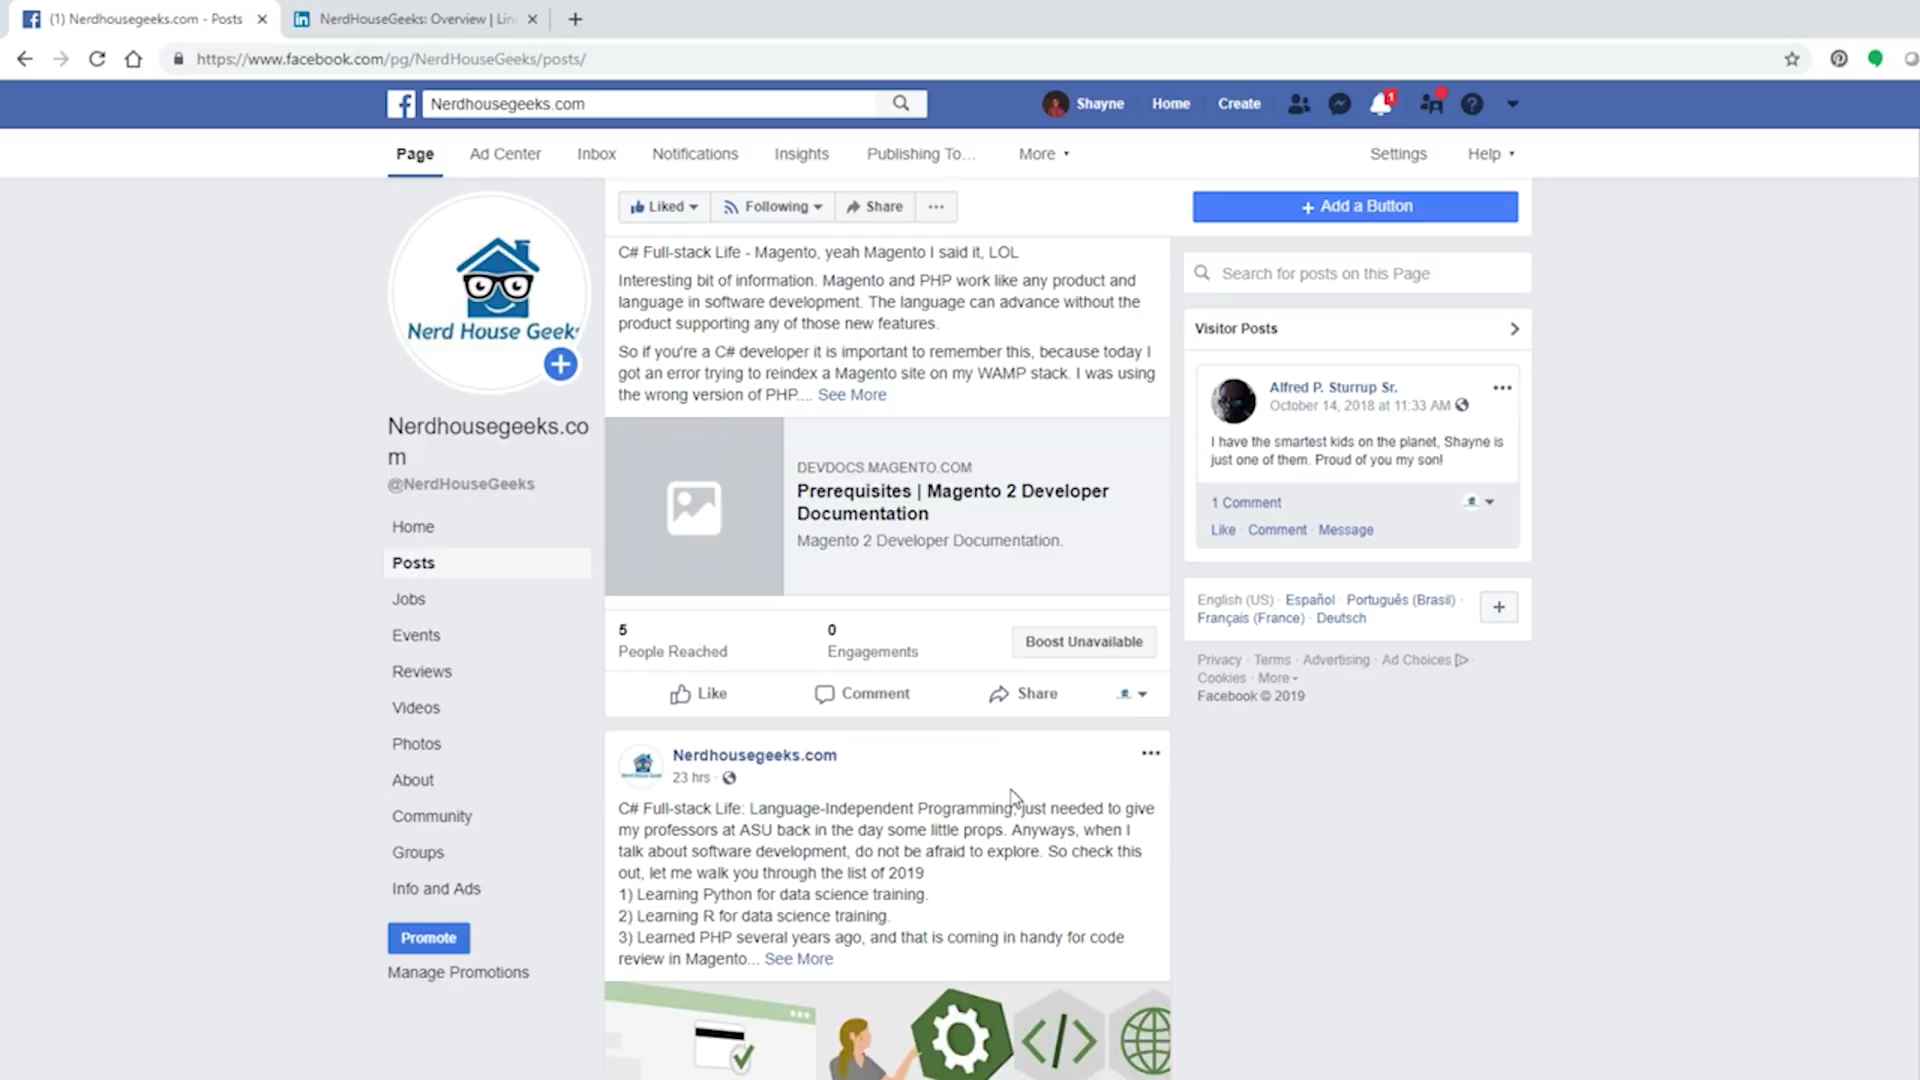 (1) Nerdhousegeeks.com - Posts
NerdHouseGeeks: Overview | Lin
https://www.facebook.com/pg/NerdHouseGeeks/posts/
Nerdhousegeeks.com
Shayne
Home
Create
1
Page
Ad Center
Inbox
Notifications
Insights
Publishing To...
More
Settings
Help
Nerd House Geeks
Nerdhousegeeks.co
m
@NerdHouseGeeks
Home
Posts
Jobs
Events
Reviews
Videos
Photos
About
Community
Groups
Info and Ads
Promote
Manage Promotions
Liked
Following
Share
+ Add a Button
C# Full-stack Life - Magento, yeah Magento I said it, LOL
Interesting bit of information. Magento and PHP work like any product and
language in software development. The language can advance without the
product supporting any of those new features.
So if you're a C# developer it is important to remember this, because today I
got an error trying to reindex a Magento site on my WAMP stack. I was using
the wrong version of PHP.... See More
DEVDOCS.MAGENTO.COM
Prerequisites | Magento 2 Developer
Documentation
Magento 2 Developer Documentation.
5
People Reached
0
Engagements
Boost Unavailable
Like
Comment
Share
Nerdhousegeeks.com
23 hrs ·
C# Full-stack Life: Language-Independent Programming, just needed to give
my professors at ASU back in the day some little props. Anyways, when I
talk about software development, do not be afraid to explore. So check this
out, let me walk you through the list of 2019
1) Learning Python for data science training.
2) Learning R for data science training.
3) Learned PHP several years ago, and that is coming in handy for code
review in Magento... See More
</>
Search for posts on this Page
Visitor Posts
Alfred P. Sturrup Sr.
October 14, 2018 at 11:33 AM
I have the smartest kids on the planet, Shayne is
just one of them. Proud of you my son!
1 Comment
Like · Comment · Message
English (US) · Español · Português (Brasil) ·
Français (France) · Deutsch
Privacy · Terms · Advertising · Ad Choices ·
Cookies · More
Facebook © 2019